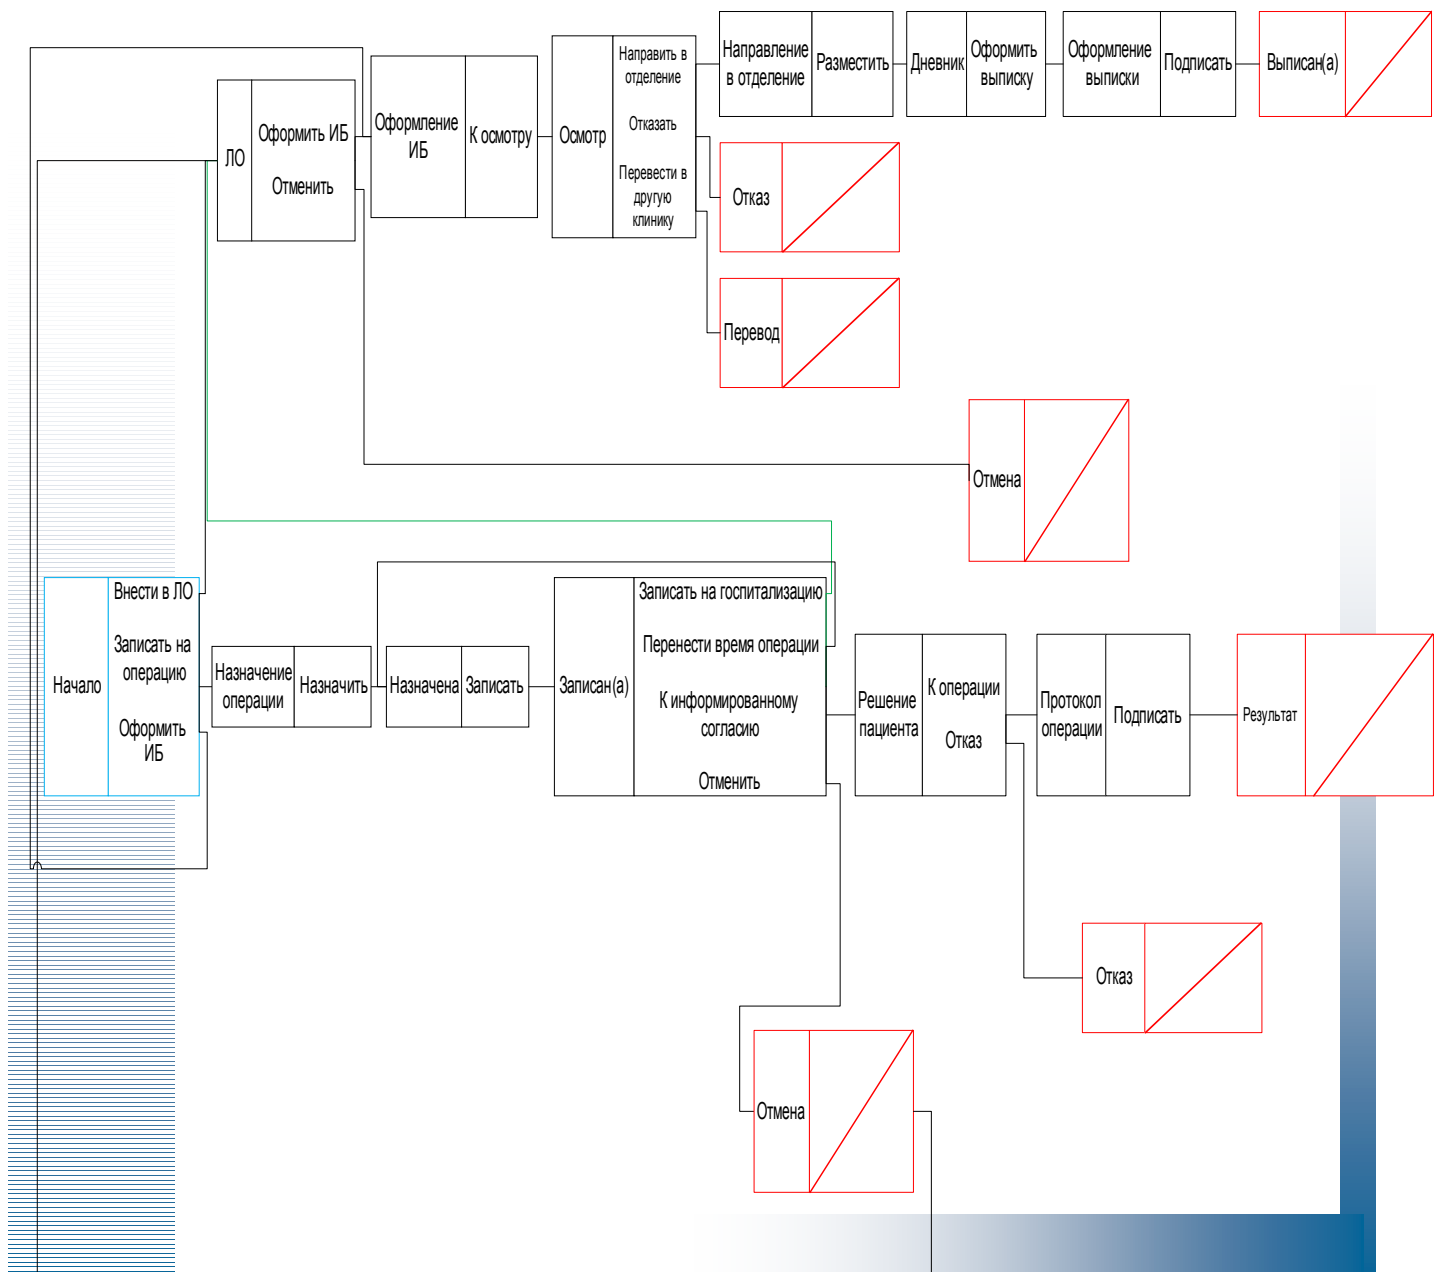 Направление
в отделение
Разместить
Дневник
Оформить
выписку
Оформление
выписки
Подписать
Выписан(а)
Направить в
отделение
Отказать
Перевести в
другую
клинику
Осмотр
Оформление
ИБ
К осмотру
ЛО
Оформить ИБ
Отменить
Отказ
Перевод
Отмена
Начало
Внести в ЛО
Записать на
операцию
Оформить
ИБ
Назначение
операции
Назначить
Назначена
Записать
Записан(а)
Записать на госпитализацию
Перенести время операции
К информированному
согласию
Отменить
Решение
пациента
К операции
Отказ
Протокол
операции
Подписать
Результат
Отказ
Отмена